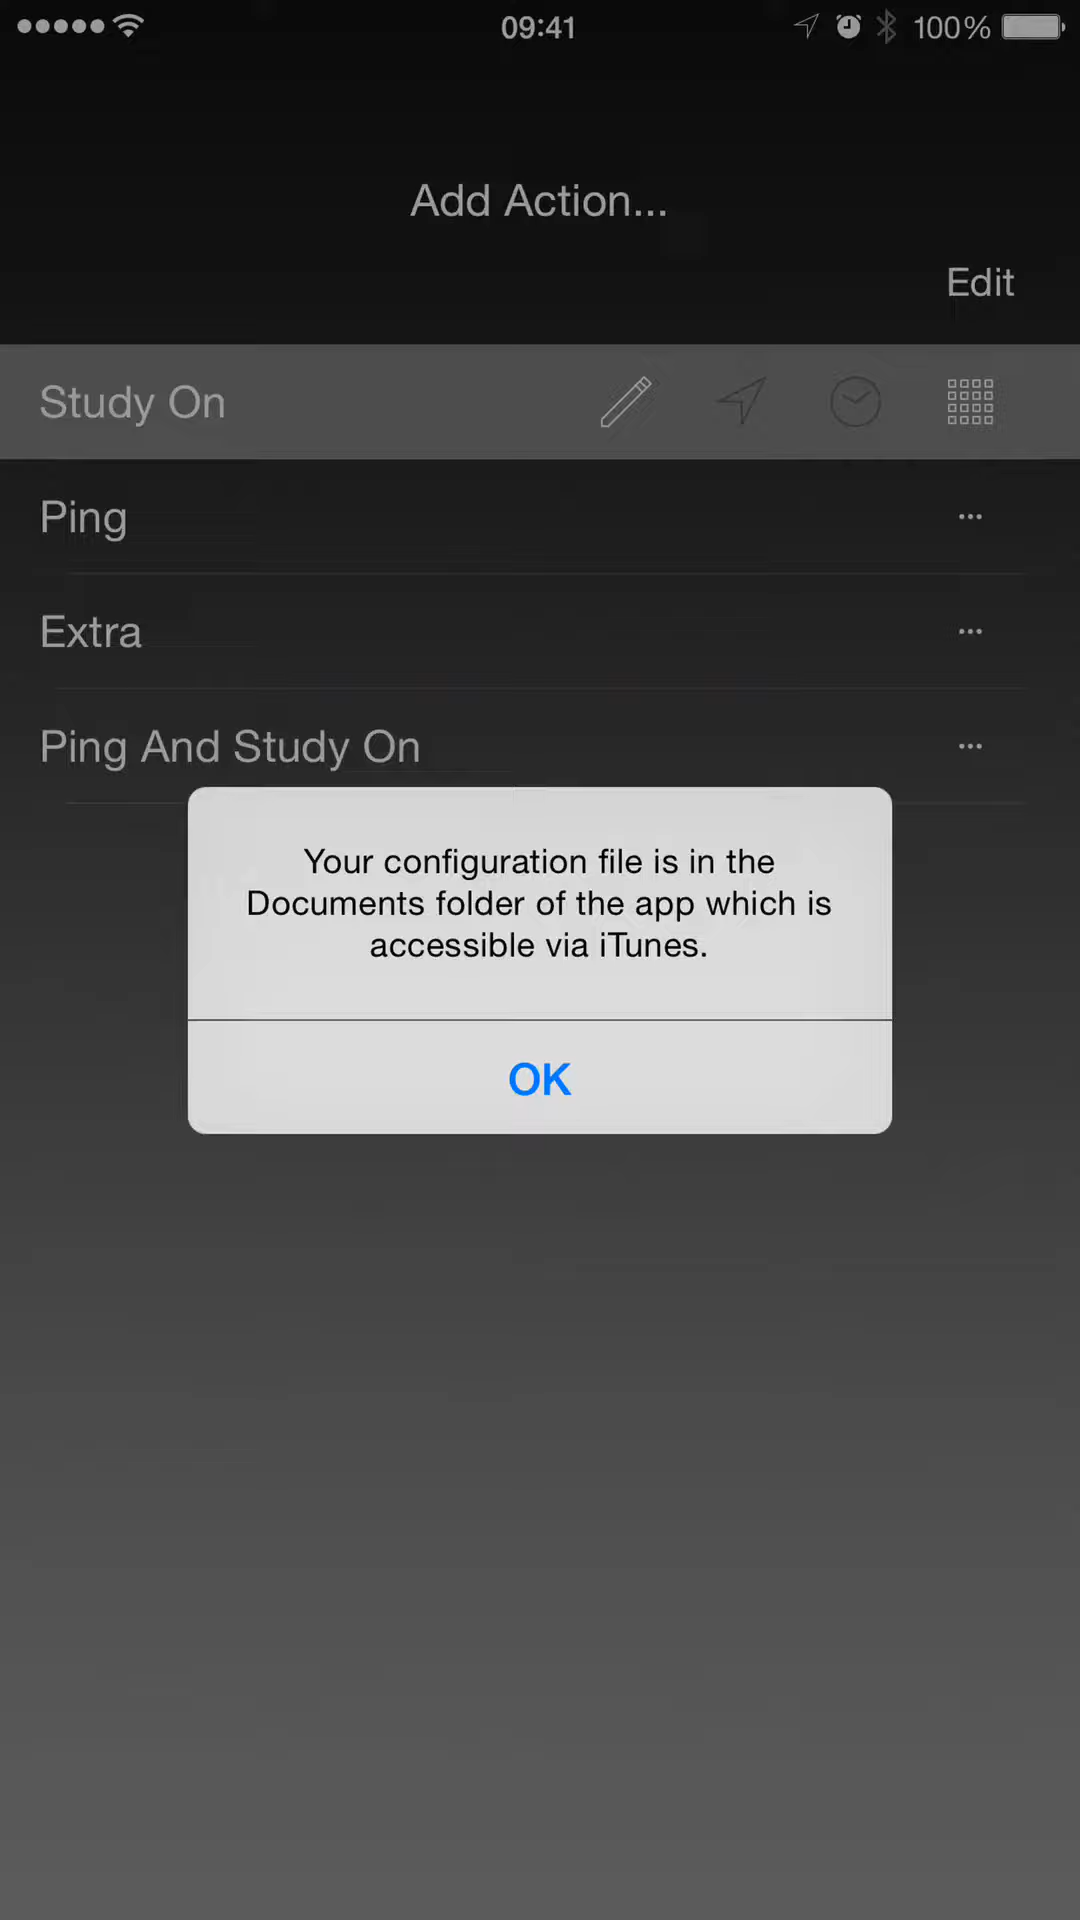 09:41 100%
Add Action...
Edit
Study On
Ping ...
Extra ...
Ping And Study On ...
Your configuration file is in the
Documents folder of the app which is
accessible via iTunes.
OK